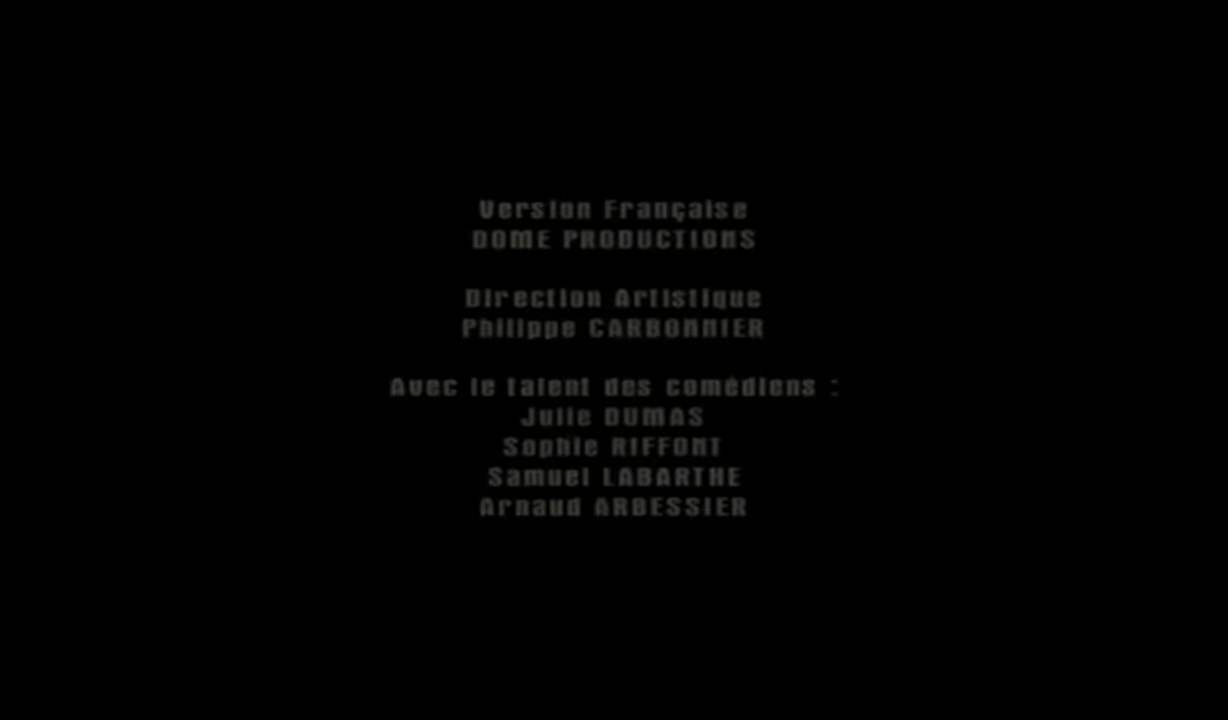 Version Française
DOME PRODUCTIONS
Direction Artistique
Philippe CARBONNIER
Avec le talent des comédiens :
Julie DUMAS
Sophie RIFFONT
Samuel LABARTHE
Arnaud ARBESSIER